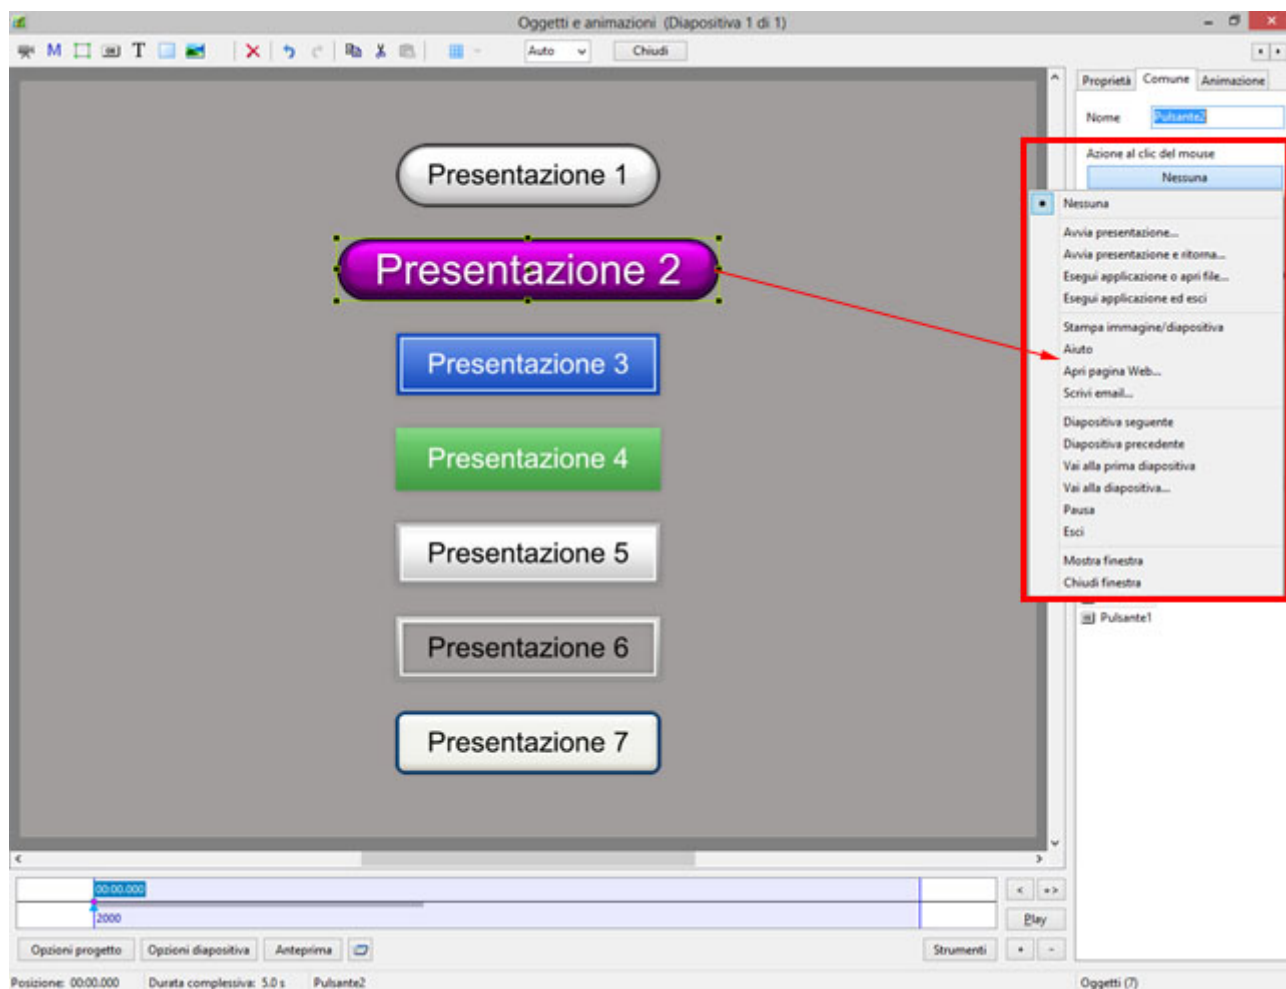 Oggetti e animazioni (Diapositiva 1 di 1)
M T Auto Chiudi
Proprietà Comune Animazione
Nome Pulsante2
Azione al clic del mouse
Nessuna
Nessuna
Avvia presentazione...
Avvia presentazione e ritorna...
Esegui applicazione o apri file...
Esegui applicazione ed esci
Stampa immagine/diapositiva
Aiuto
Apri pagina Web...
Scrivi email...
Diapositiva seguente
Diapositiva precedente
Vai alla prima diapositiva
Vai alla diapositiva...
Pausa
Esci
Mostra finestra
Chiudi finestra
Pulsante1
Presentazione 1
Presentazione 2
Presentazione 3
Presentazione 4
Presentazione 5
Presentazione 6
Presentazione 7
00:00.000
2000
Play
Opzioni progetto Opzioni diapositiva Anteprima Strumenti + -
Posizione: 00:00.000 Durata complessiva: 5.0 s Pulsante2 Oggetti (7)